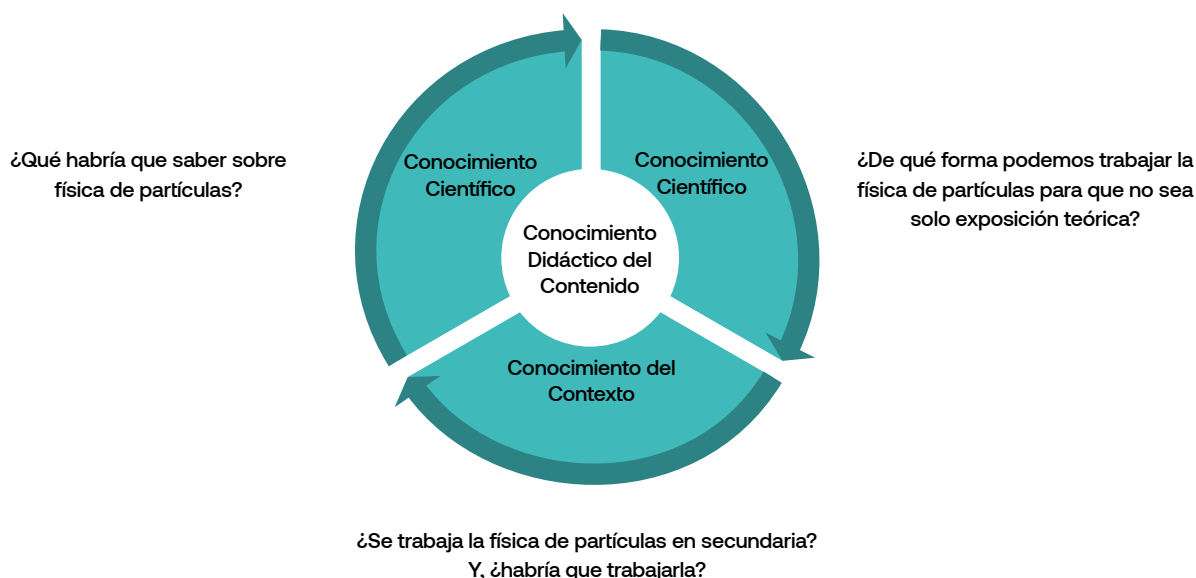 ¿Qué habría que saber sobre
física de partículas?
Conocimiento
Científico
Conocimiento
Científico
¿De qué forma podemos trabajar la
física de partículas para que no sea
solo exposición teórica?
Conocimiento
Didáctico del
Contenido
Conocimiento del
Contexto
¿Se trabaja la física de partículas en secundaria?
Y, ¿habría que trabajarla?